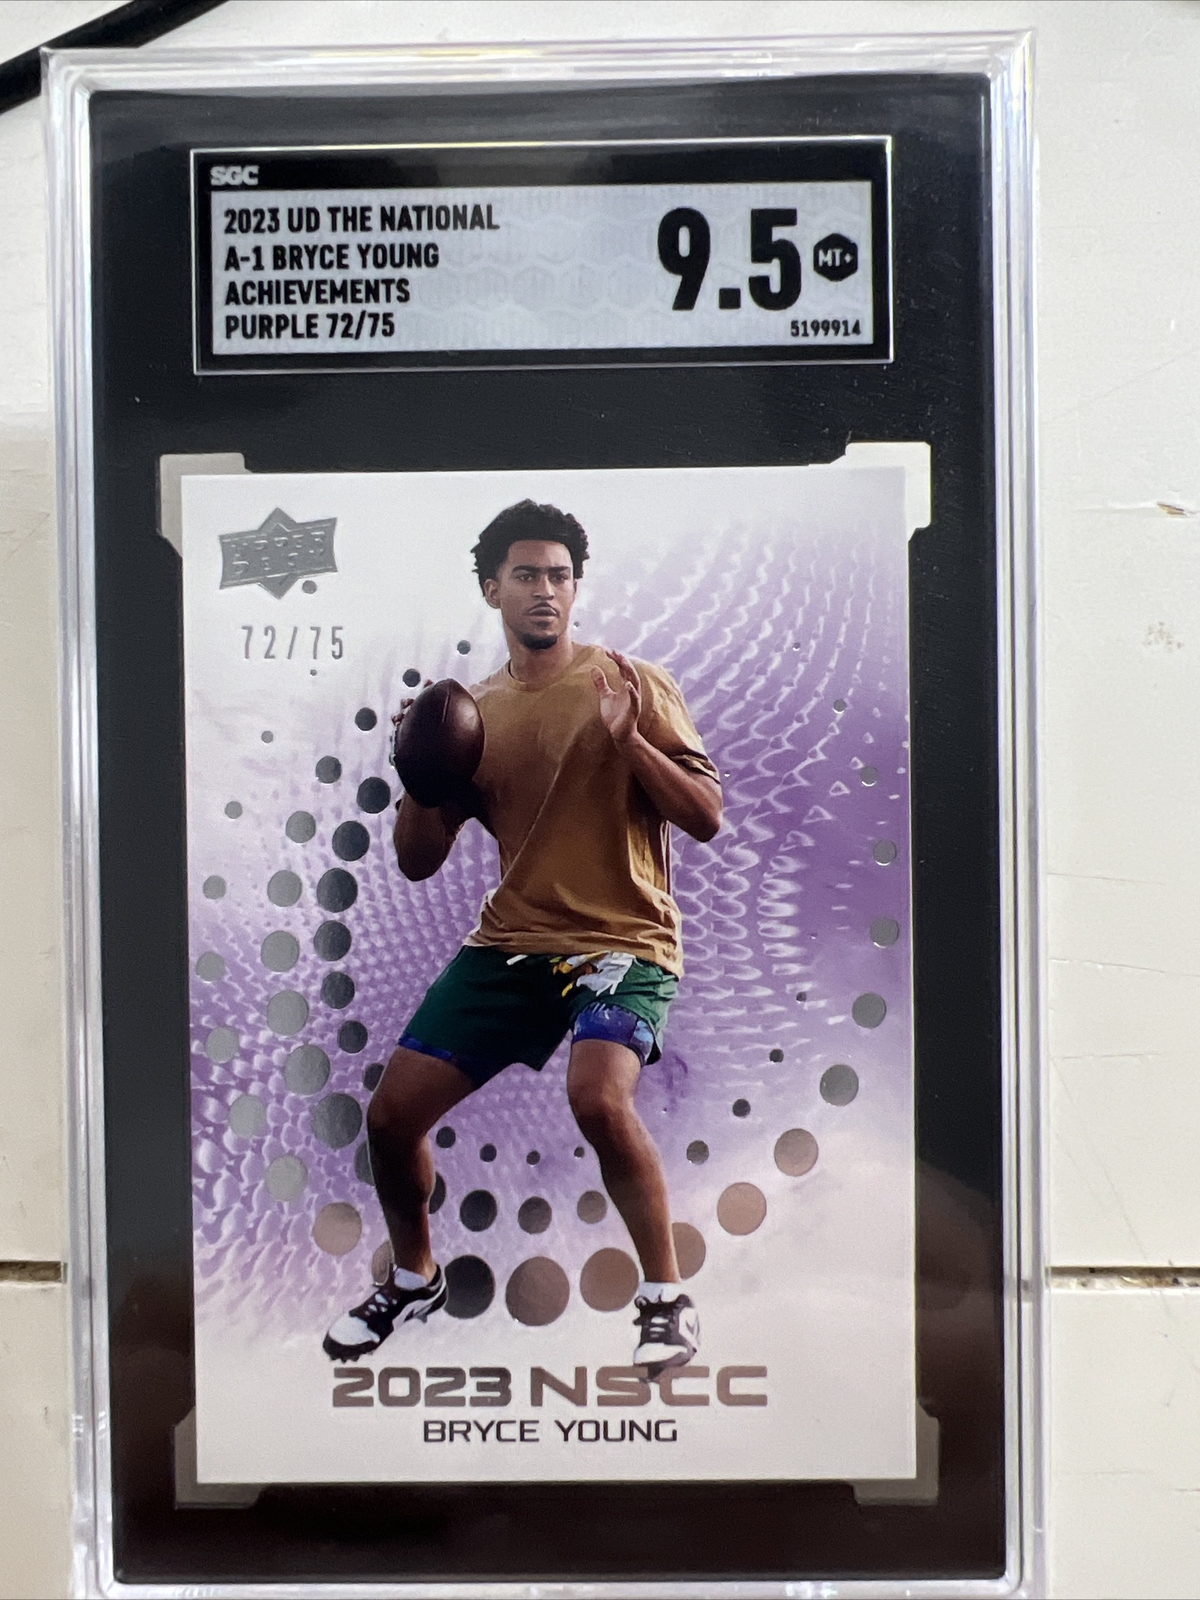 SGC
2023 UD THE NATIONAL
A-1 BRYCE YOUNG
ACHIEVEMENTS
PURPLE 72/75
9.5
MT+
5199914
UPPER
DECK
72/75
2023 NSCC
BRYCE YOUNG